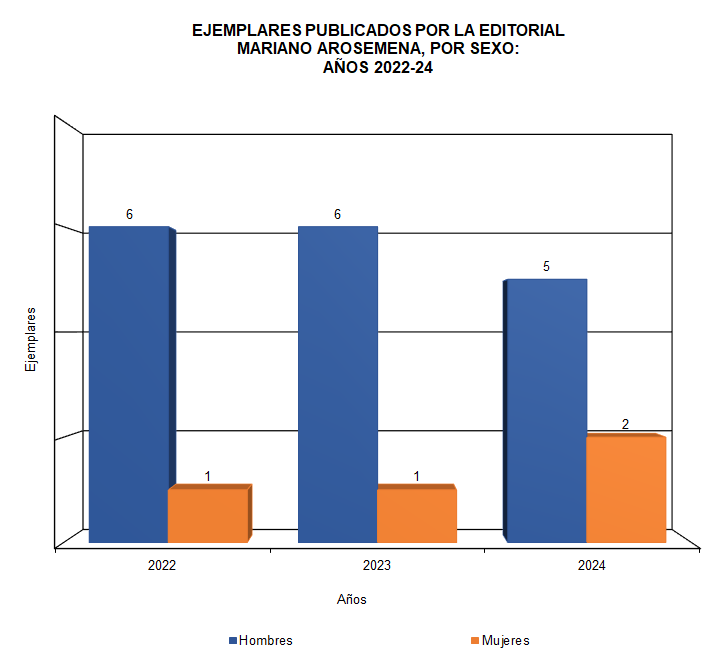 EJEMPLARES PUBLICADOS POR LA EDITORIAL
MARIANO AROSEMENA, POR SEXO:
AÑOS 2022-24
6
6
5
2
1
1
Ejemplares
2022
2023
2024
Años
Hombres
Mujeres